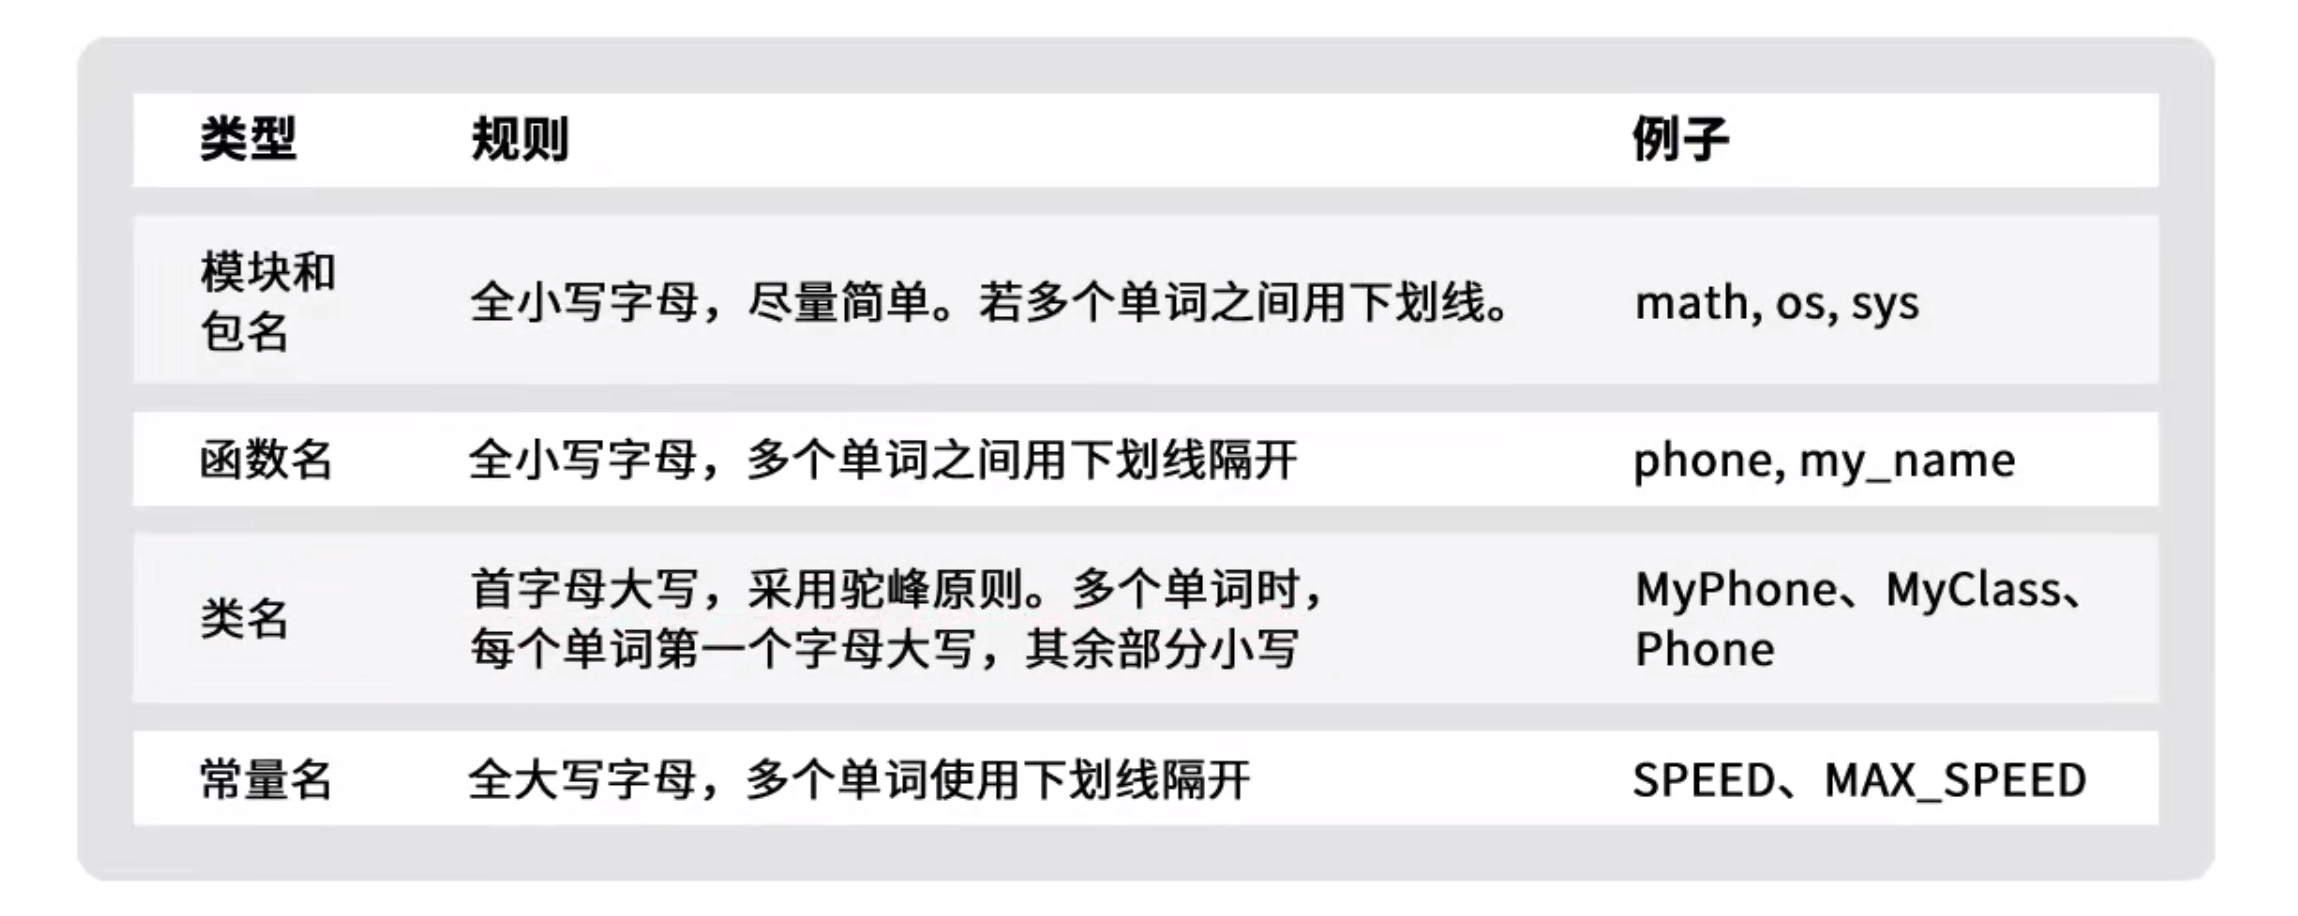 类型 规则 例子
模块和
包名
全小写字母，尽量简单。若多个单词之间用下划线。
math, os, sys
函数名 全小写字母，多个单词之间用下划线隔开 phone, my_name
类名
首字母大写，采用驼峰原则。多个单词时，
每个单词第一个字母大写，其余部分小写
MyPhone、MyClass、
Phone
常量名 全大写字母，多个单词使用下划线隔开 SPEED、MAX_SPEED